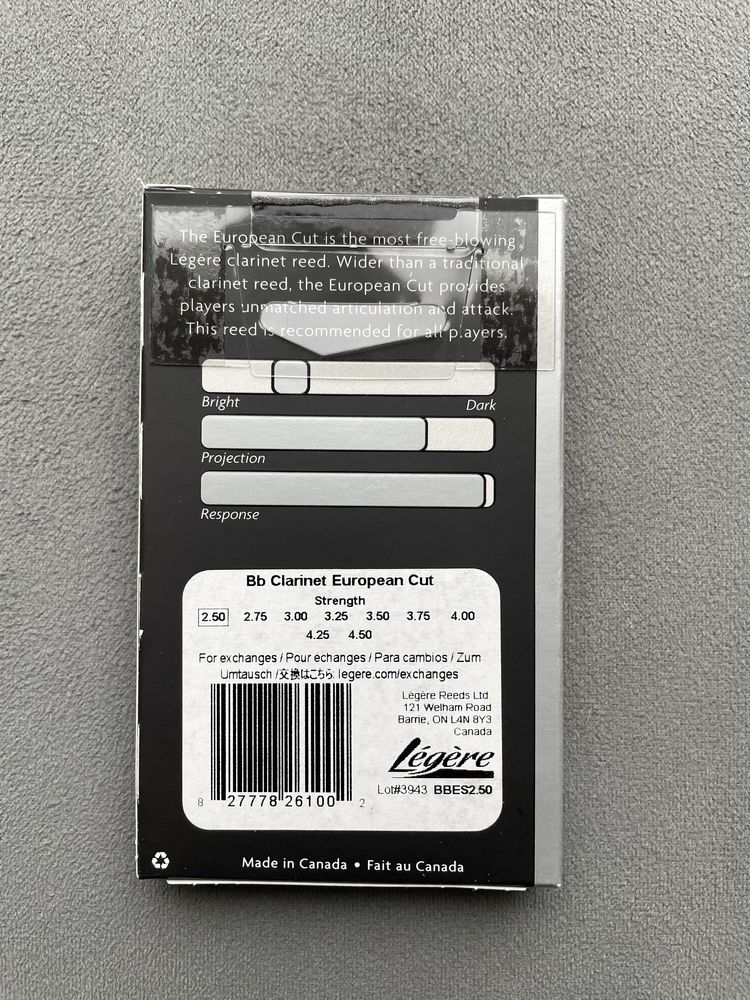 The European Cut is the most free-blowing
Légère clarinet reed. Wider than a traditional
clarinet reed, the European Cut provides
players unmatched articulation and attack.
This reed is recommended for all players.
Bright Dark
Projection
Response
Bb Clarinet European Cut
Strength
2.50 2.75 3.00 3.25 3.50 3.75 4.00
4.25 4.50
For exchanges / Pour échanges / Para cambios / Zum
Umtausch /交換はこちら: legere.com/exchanges
Légère Reeds Ltd.
121 Welham Road
Barrie, ON L4N 8Y3
Canada
Légère
Lot#3943 BBES2.50
8 27778 26100 2
Made in Canada • Fait au Canada